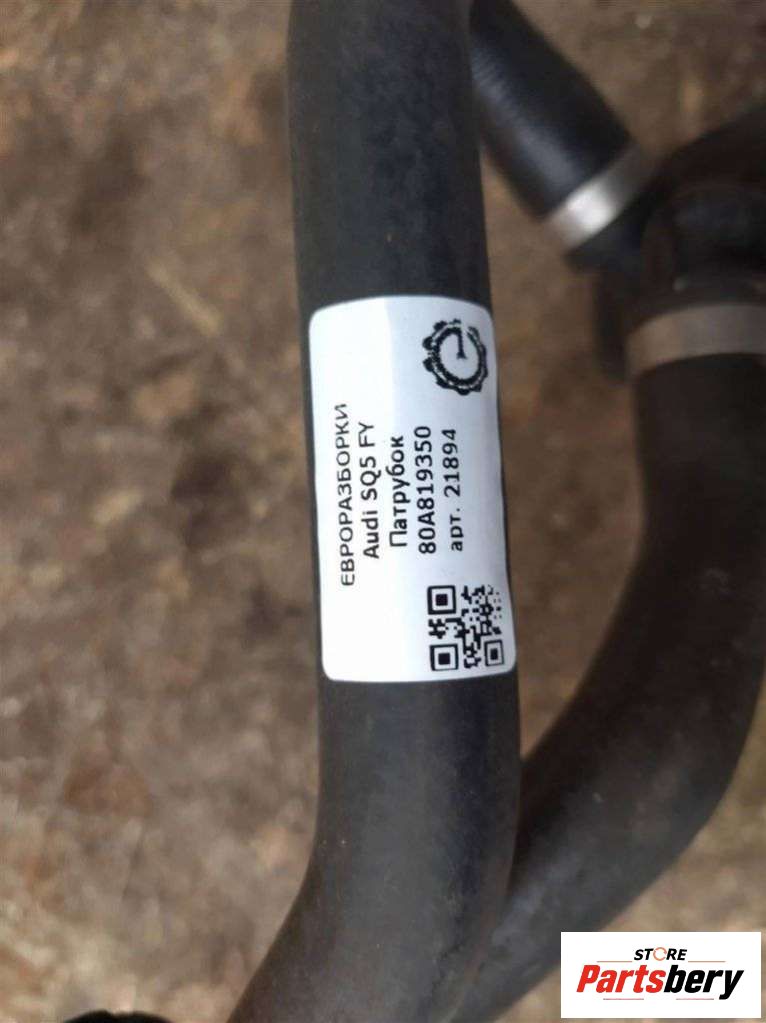 ЕВРОРАЗБОРКИ
Audi SQ5 FY
Патрубок
80A819350
арт. 21894
STORE
Partsbery